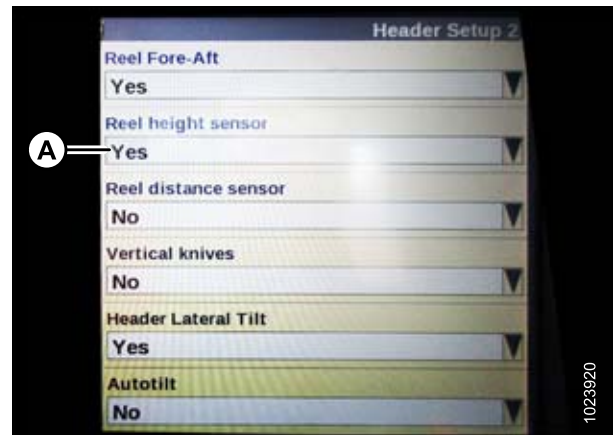 Header Setup 2
Reel Fore-Aft
Yes
Reel height sensor
A
Yes
Reel distance sensor
No
Vertical knives
No
Header Lateral Tilt
Yes
Autotilt
No
1023920